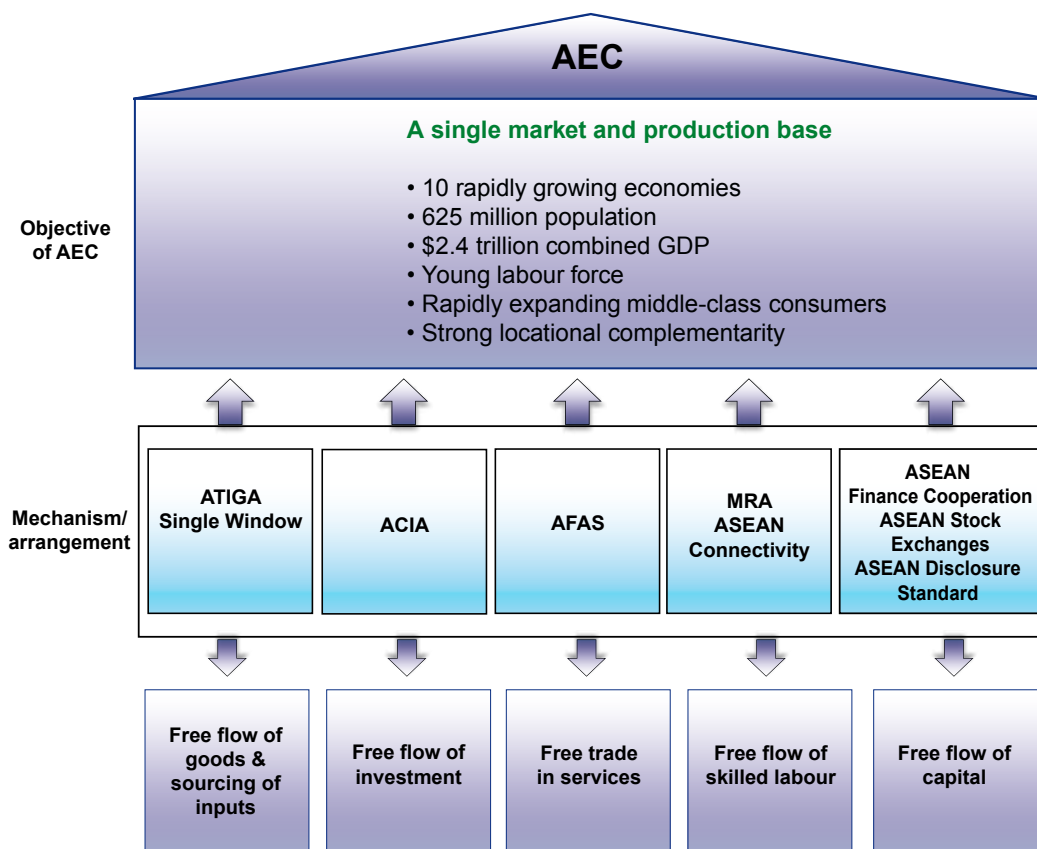 AEC
A single market and production base
• 10 rapidly growing economies
• 625 million population
• $2.4 trillion combined GDP
• Young labour force
• Rapidly expanding middle-class consumers
• Strong locational complementarity
Objective
of AEC
Mechanism/
arrangement
ATIGA
Single Window
ACIA
AFAS
MRA
ASEAN
Connectivity
ASEAN
Finance Cooperation
ASEAN Stock
Exchanges
ASEAN Disclosure
Standard
Free flow of
goods &
sourcing of
inputs
Free flow of
investment
Free trade
in services
Free flow of
skilled labour
Free flow of
capital